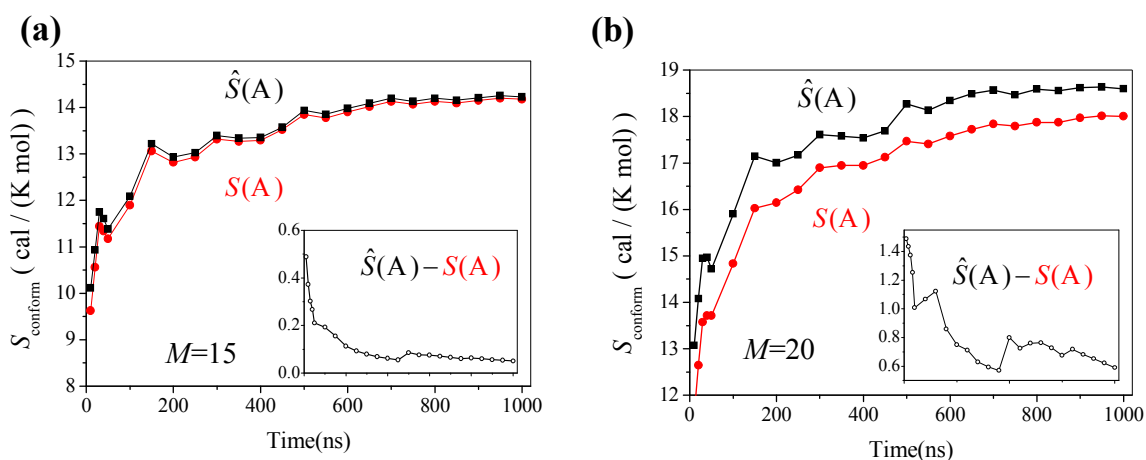 (a)
S_conform ( cal / (K mol) )
15
14
13
12
11
10
9
8
Ŝ(A)
S(A)
M=15
0.6
0.4
0.2
0.0
Ŝ(A) − S(A)
0 200 400 600 800 1000
Time(ns)
(b)
S_conform ( cal / (K mol) )
19
18
17
16
15
14
13
12
Ŝ(A)
S(A)
M=20
1.4
1.2
1.0
0.8
0.6
Ŝ(A) − S(A)
0 200 400 600 800 1000
Time(ns)